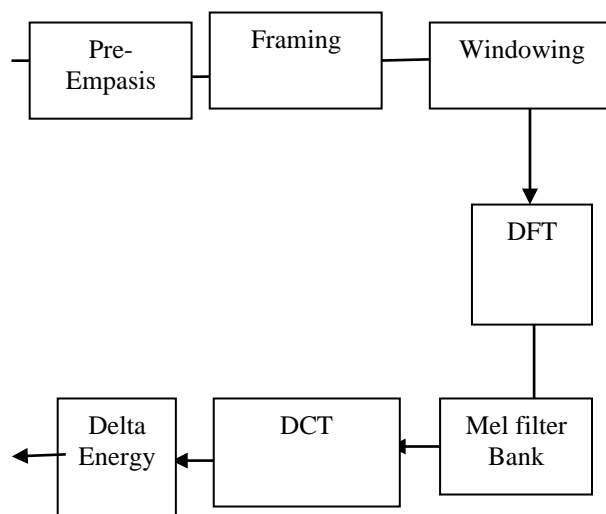 Pre-
Empasis
Framing
Windowing
DFT
Mel filter
Bank
DCT
Delta
Energy